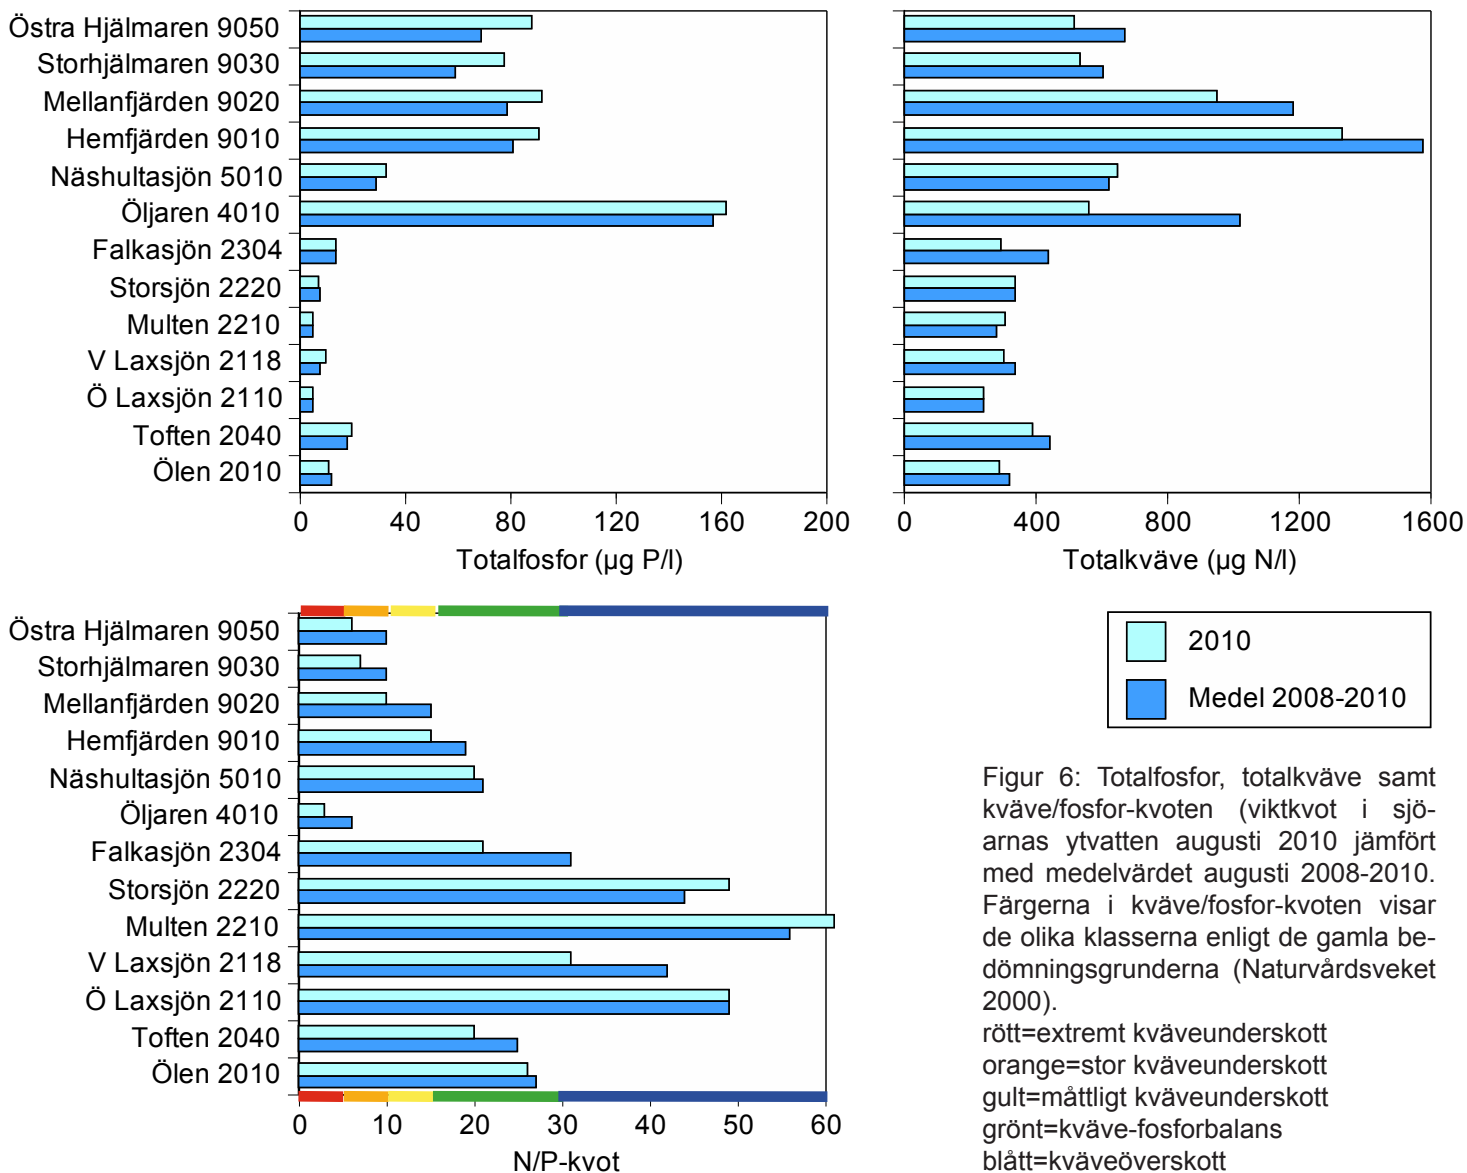 Östra Hjälmaren 9050
Storhjälmaren 9030
Mellanfjärden 9020
Hemfjärden 9010
Näshultasjön 5010
Öljaren 4010
Falkasjön 2304
Storsjön 2220
Multen 2210
V Laxsjön 2118
Ö Laxsjön 2110
Toften 2040
Ölen 2010
0 40 80 120 160 200
Totalfosfor (µg P/l)
0 400 800 1200 1600
Totalkväve (µg N/l)
Östra Hjälmaren 9050
Storhjälmaren 9030
Mellanfjärden 9020
Hemfjärden 9010
Näshultasjön 5010
Öljaren 4010
Falkasjön 2304
Storsjön 2220
Multen 2210
V Laxsjön 2118
Ö Laxsjön 2110
Toften 2040
Ölen 2010
0 10 20 30 40 50 60
N/P-kvot
2010
Medel 2008-2010
Figur 6: Totalfosfor, totalkväve samt
kväve/fosfor-kvoten (viktkvot i sjö-
arnas ytvatten augusti 2010 jämfört
med medelvärdet augusti 2008-2010.
Färgerna i kväve/fosfor-kvoten visar
de olika klasserna enligt de gamla be-
dömningsgrunderna (Naturvårdsveket
2000).
rött=extremt kväveunderskott
orange=stor kväveunderskott
gult=måttligt kväveunderskott
grönt=kväve-fosforbalans
blått=kväveöverskott